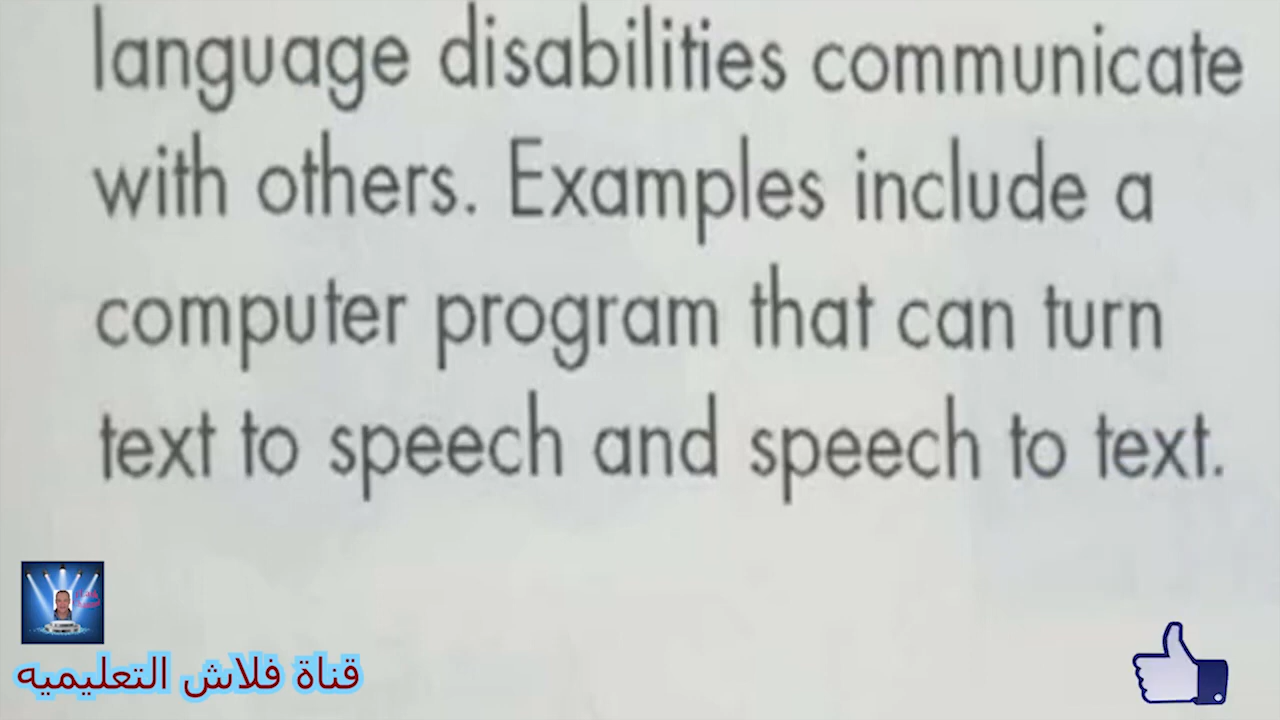 language disabilities communicate
with others. Examples include a
computer program that can turn
text to speech and speech to text.
قناة فلاش التعليميه